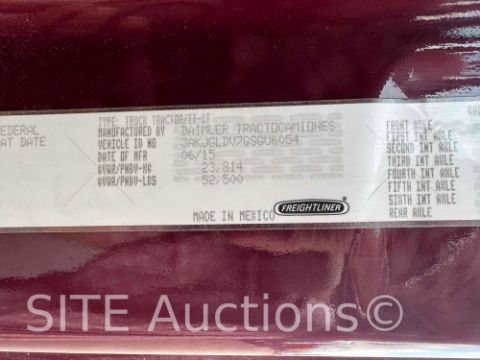 FEDERAL
AT DATE
TYPE: TRUCK TRACTOR/TT-CT
MANUFACTURED BY DAIMLER TRACTOCAMIONES
VEHICLE ID NO 3AKJGLDV7GSGV6054
DATE OF MFR 06/15
GVWR/PNBV-KG 23,814
GVWR/PNBV-LBS 52,500
MADE IN MEXICO FREIGHTLINER
FRONT AXLE
FIRST INT AXLE
SECOND INT AXLE
THIRD INT AXLE
FOURTH INT AXLE
FIFTH INT AXLE
SIXTH INT AXLE
REAR AXLE
SITE Auctions©